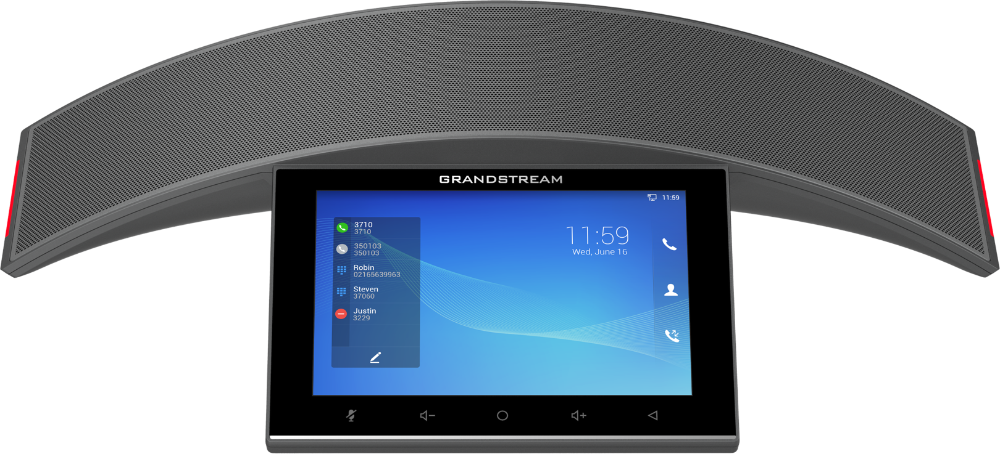 GRANDSTREAM
11:59
3710
3710
350103
350103
Robin
02165639963
Steven
37060
Justin
3229
11:59
Wed, June 16